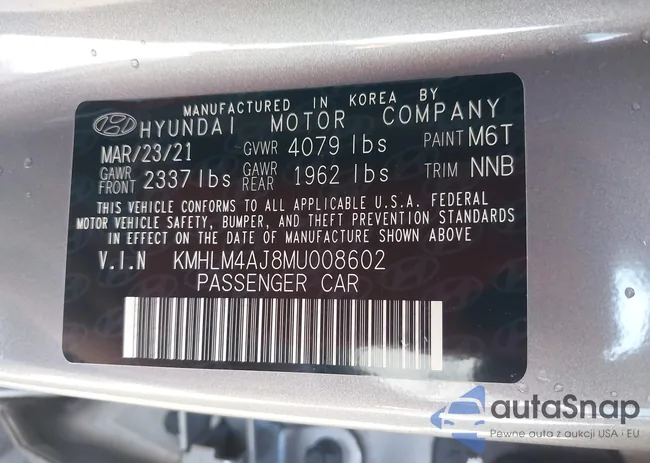 MANUFACTURED IN KOREA BY
HYUNDAI MOTOR COMPANY
MAR/23/21 GVWR 4079 lbs PAINT M6T
GAWR FRONT 2337 lbs GAWR REAR 1962 lbs TRIM NNB
THIS VEHICLE CONFORMS TO ALL APPLICABLE U.S.A. FEDERAL
MOTOR VEHICLE SAFETY, BUMPER, AND THEFT PREVENTION STANDARDS
IN EFFECT ON THE DATE OF MANUFACTURE SHOWN ABOVE
V.I.N KMHLM4AJ8MU008602
PASSENGER CAR
autaSnap
Pewne auta z aukcji USA i EU